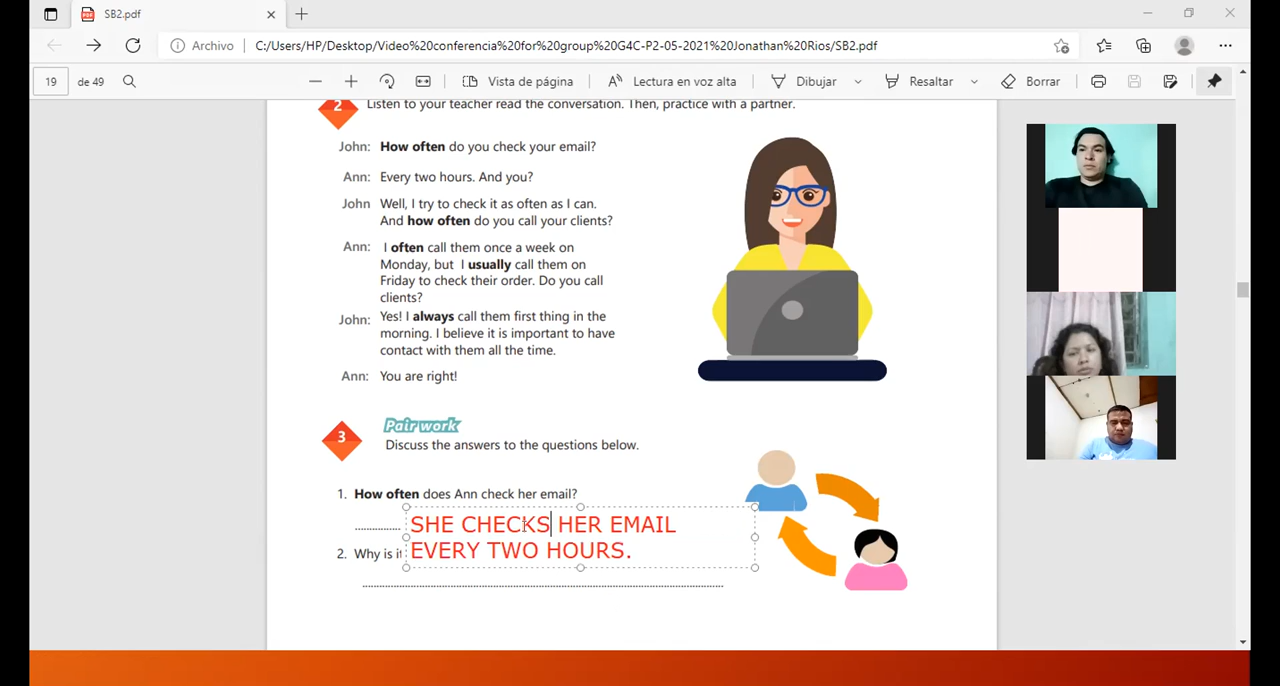 SB2.pdf
Archivo C:/Users/HP/Desktop/Video%20conferencia%20for%20group%20G4C-P2-05-2021%20Jonathan%20Rios/SB2.pdf
19 de 49 Vista de página Lectura en voz alta Dibujar Resaltar Borrar
2 Listen to your teacher read the conversation. Then, practice with a partner.
John: How often do you check your email?
Ann: Every two hours. And you?
John Well, I try to check it as often as I can.
And how often do you call your clients?
Ann: I often call them once a week on
Monday, but I usually call them on
Friday to check their order. Do you call
clients?
John: Yes! I always call them first thing in the
morning. I believe it is important to have
contact with them all the time.
Ann: You are right!
3 Pair work
Discuss the answers to the questions below.
1. How often does Ann check her email?
SHE CHECKS HER EMAIL
EVERY TWO HOURS.
2. Why is it